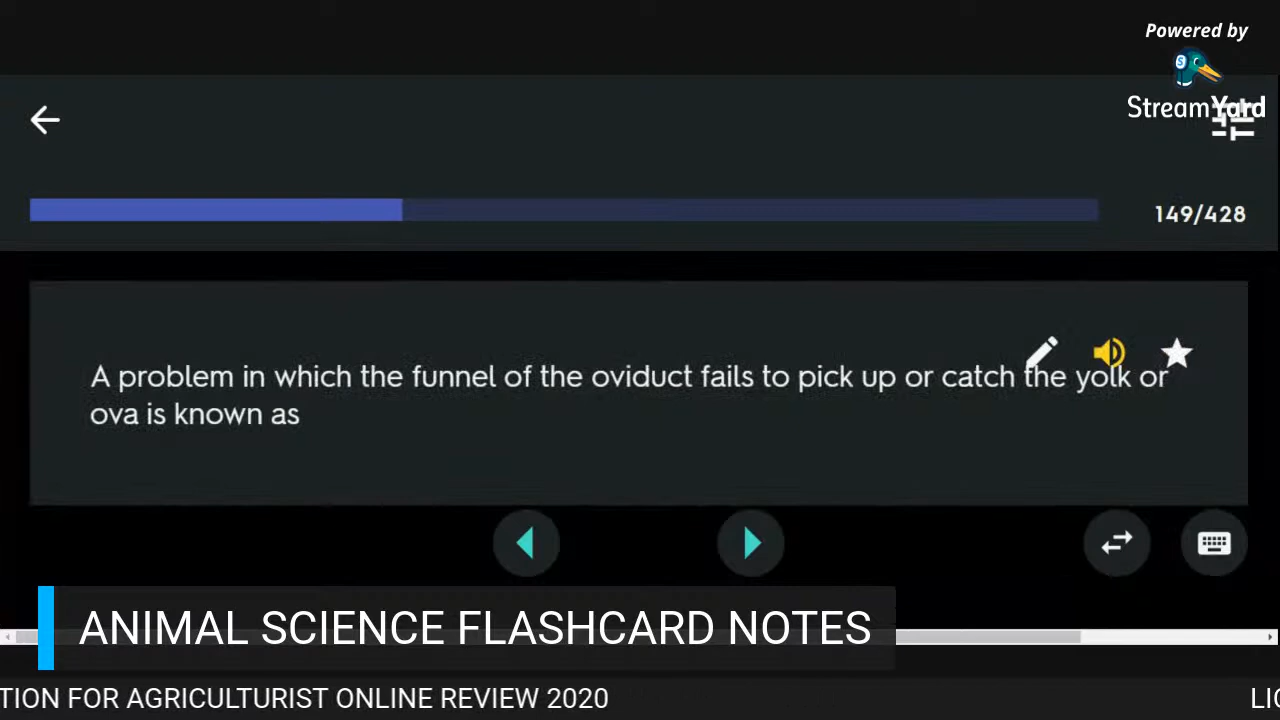 Powered by
StreamYard
149/428
A problem in which the funnel of the oviduct fails to pick up or catch the yolk or
ova is known as
ANIMAL SCIENCE FLASHCARD NOTES
TION FOR AGRICULTURIST ONLINE REVIEW 2020 LIC